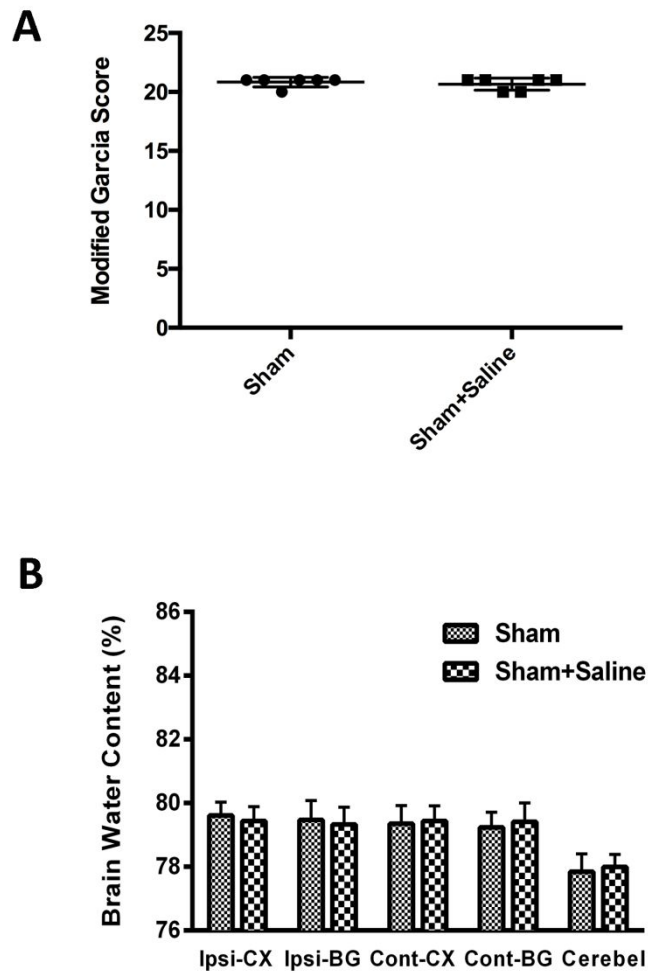 A
25
20
15
10
5
0
Modified Garcia Score
Sham
Sham+Saline
B
86
84
82
80
78
76
Brain Water Content (%)
Sham
Sham+Saline
Ipsi-CX Ipsi-BG Cont-CX Cont-BG Cerebel